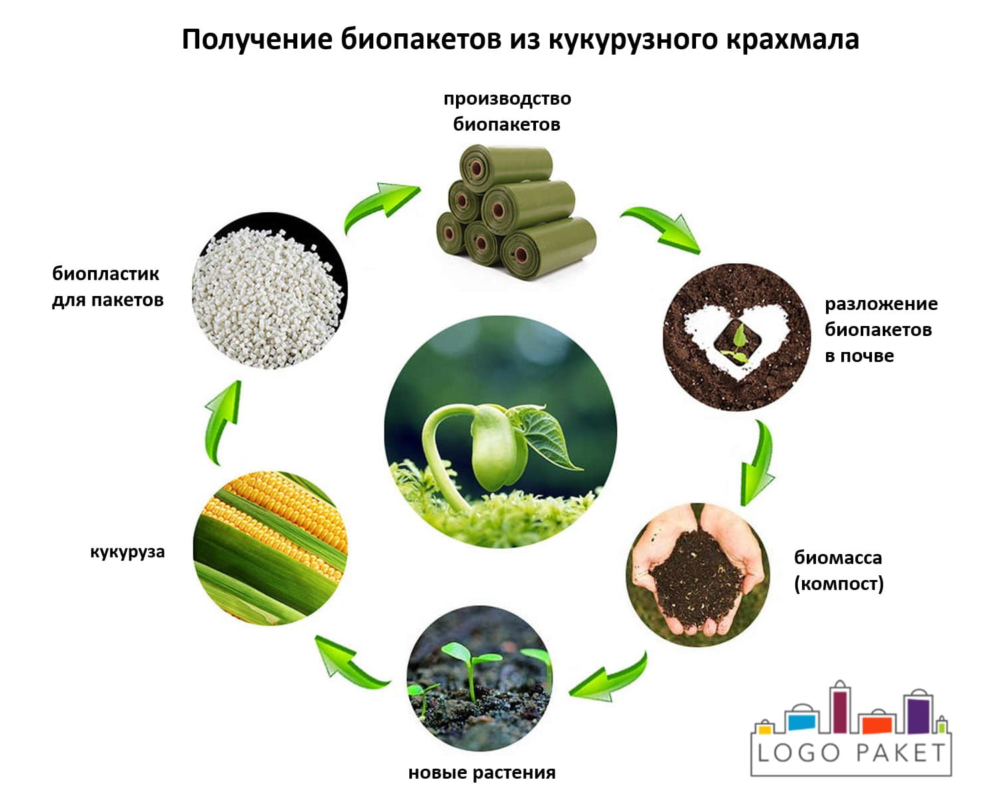 Получение биопакетов из кукурузного крахмала
производство
биопакетов
биопластик
для пакетов
разложение
биопакетов
в почве
кукуруза
биомасса
(компост)
новые растения
LOGO PAKET